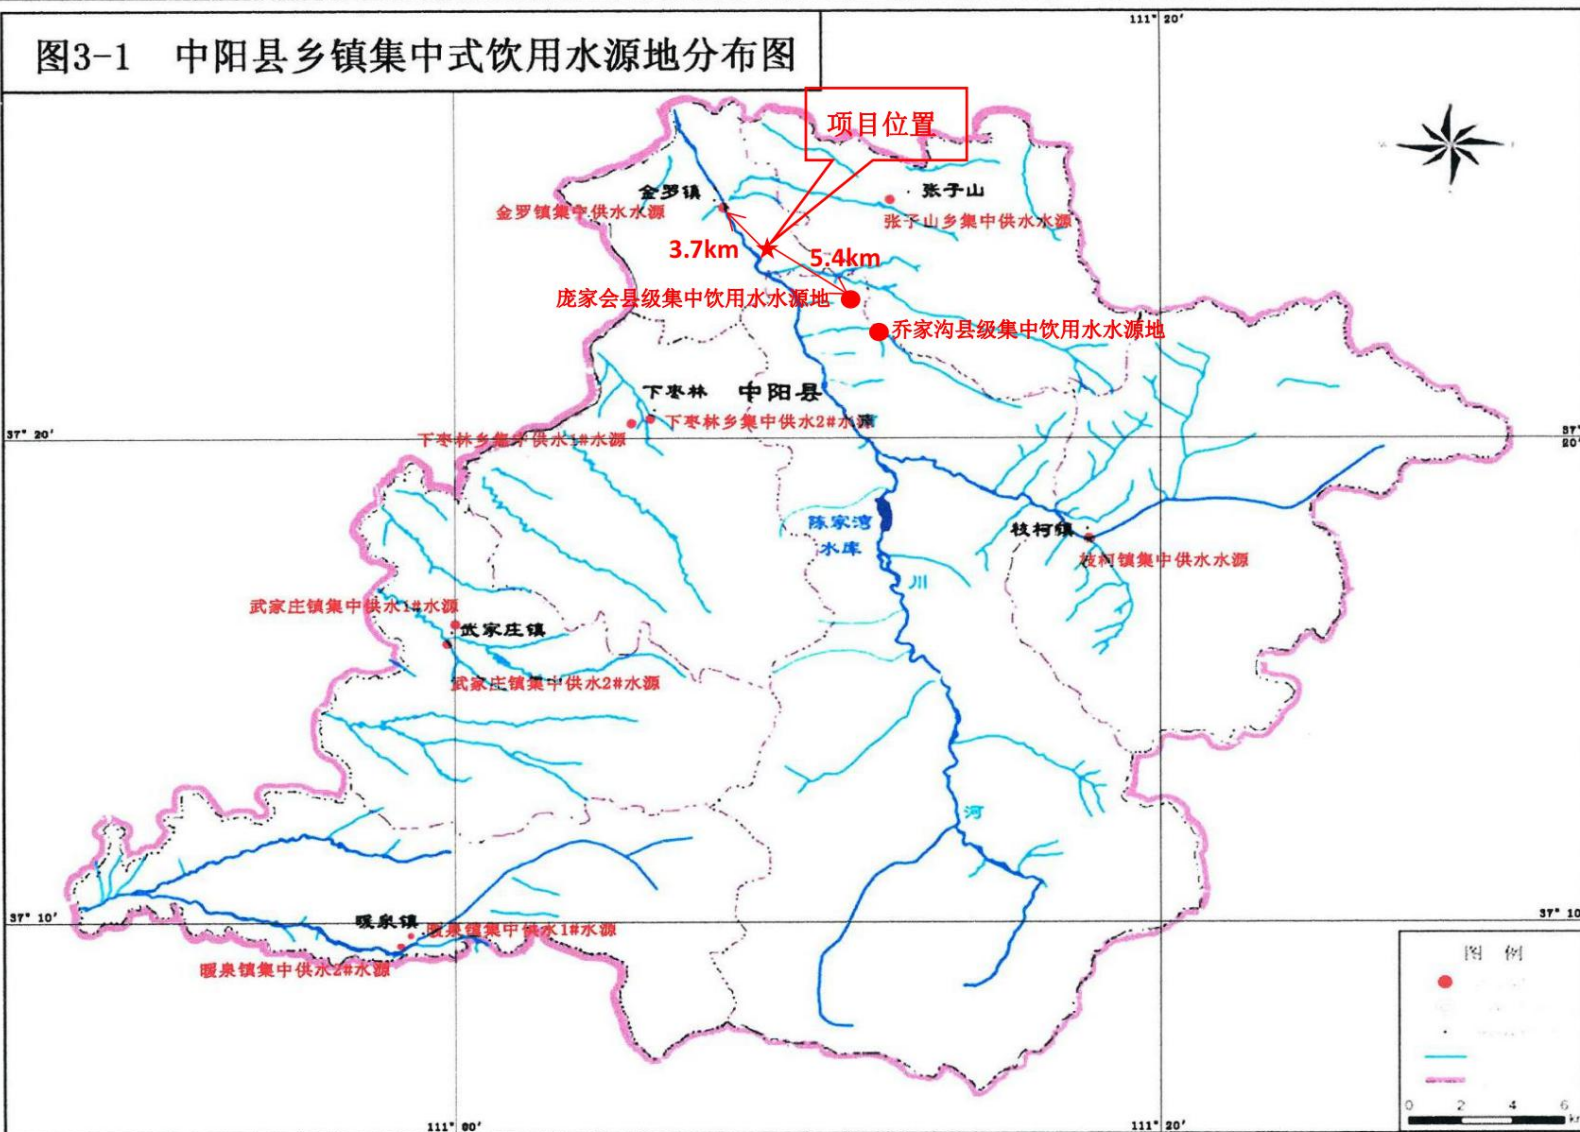 111° 20′
图3-1 中阳县乡镇集中式饮用水源地分布图
项目位置
金罗镇
张子山
金罗镇集中供水水源
张子山乡集中供水水源
3.7km
5.4km
庞家会县级集中饮用水水源地
乔家沟县级集中饮用水水源地
下枣林
中阳县
下枣林乡集中供水2#水源
南
下枣林乡集中供水1#水源
37° 20′
37°
20′
陈家湾
水库
枝柯镇
枝柯镇集中供水水源
川
武家庄镇集中供水1#水源
武家庄镇
武家庄镇集中供水2#水源
河
37° 10′
37° 10′
暖泉镇
暖泉镇集中供水1#水源
暖泉镇集中供水2#水源
图 例
0 2 4 6
km
111° 00′
111° 20′